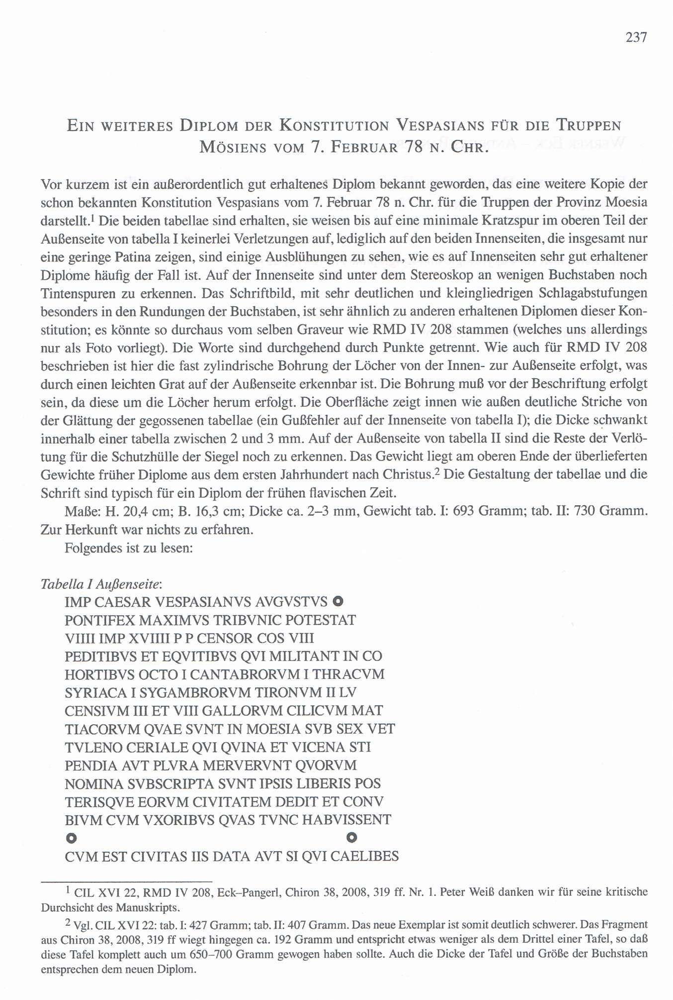 237
EIN WEITERES DIPLOM DER KONSTITUTION VESPASIANS FÜR DIE TRUPPEN
MÖSIENS VOM 7. FEBRUAR 78 N. CHR.
Vor kurzem ist ein außerordentlich gut erhaltenes Diplom bekannt geworden, das eine weitere Kopie der
schon bekannten Konstitution Vespasians vom 7. Februar 78 n. Chr. für die Truppen der Provinz Moesia
darstellt.1 Die beiden tabellae sind erhalten, sie weisen bis auf eine minimale Kratzspur im oberen Teil der
Außenseite von tabella I keinerlei Verletzungen auf, lediglich auf den beiden Innenseiten, die insgesamt nur
eine geringe Patina zeigen, sind einige Ausblühungen zu sehen, wie es auf Innenseiten sehr gut erhaltener
Diplome häufig der Fall ist. Auf der Innenseite sind unter dem Stereoskop an wenigen Buchstaben noch
Tintenspuren zu erkennen. Das Schriftbild, mit sehr deutlichen und kleingliedrigen Schlagabstufungen
besonders in den Rundungen der Buchstaben, ist sehr ähnlich zu anderen erhaltenen Diplomen dieser Kon-
stitution; es könnte so durchaus vom selben Graveur wie RMD IV 208 stammen (welches uns allerdings
nur als Foto vorliegt). Die Worte sind durchgehend durch Punkte getrennt. Wie auch für RMD IV 208
beschrieben ist hier die fast zylindrische Bohrung der Löcher von der Innen- zur Außenseite erfolgt, was
durch einen leichten Grat auf der Außenseite erkennbar ist. Die Bohrung muß vor der Beschriftung erfolgt
sein, da diese um die Löcher herum erfolgt. Die Oberfläche zeigt innen wie außen deutliche Striche von
der Glättung der gegossenen tabellae (ein Gußfehler auf der Innenseite von tabella I); die Dicke schwankt
innerhalb einer tabella zwischen 2 und 3 mm. Auf der Außenseite von tabella II sind die Reste der Verlö-
tung für die Schutzhülle der Siegel noch zu erkennen. Das Gewicht liegt am oberen Ende der überlieferten
Gewichte früher Diplome aus dem ersten Jahrhundert nach Christus.2 Die Gestaltung der tabellae und die
Schrift sind typisch für ein Diplom der frühen flavischen Zeit.
Maße: H. 20,4 cm; B. 16,3 cm; Dicke ca. 2–3 mm, Gewicht tab. I: 693 Gramm; tab. II: 730 Gramm.
Zur Herkunft war nichts zu erfahren.
Folgendes ist zu lesen:
Tabella I Außenseite:
IMP CAESAR VESPASIANVS AVGVSTVS
PONTIFEX MAXIMVS TRIBVNIC POTESTAT
VIIII IMP XVIIII P P CENSOR COS VIII
PEDITIBVS ET EQVITIBVS QVI MILITANT IN CO
HORTIBVS OCTO I CANTABRORVM I THRACVM
SYRIACA I SYGAMBRORVM TIRONVM II LV
CENSIVM III ET VIII GALLORVM CILICVM MAT
TIACORVM QVAE SVNT IN MOESIA SVB SEX VET
TVLENO CERIALE QVI QVINA ET VICENA STI
PENDIA AVT PLVRA MERVERVNT QVORVM
NOMINA SVBSCRIPTA SVNT IPSIS LIBERIS POS
TERISQVE EORVM CIVITATEM DEDIT ET CONV
BIVM CVM VXORIBVS QVAS TVNC HABVISSENT
CVM EST CIVITAS IIS DATA AVT SI QVI CAELIBES
1 CIL XVI 22, RMD IV 208, Eck–Pangerl, Chiron 38, 2008, 319 ff. Nr. 1. Peter Weiß danken wir für seine kritische
Durchsicht des Manuskripts.
2 Vgl. CIL XVI 22: tab. I: 427 Gramm; tab. II: 407 Gramm. Das neue Exemplar ist somit deutlich schwerer. Das Fragment
aus Chiron 38, 2008, 319 ff wiegt hingegen ca. 192 Gramm und entspricht etwas weniger als dem Drittel einer Tafel, so daß
diese Tafel komplett auch um 650–700 Gramm gewogen haben sollte. Auch die Dicke der Tafel und Größe der Buchstaben
entsprechen dem neuen Diplom.